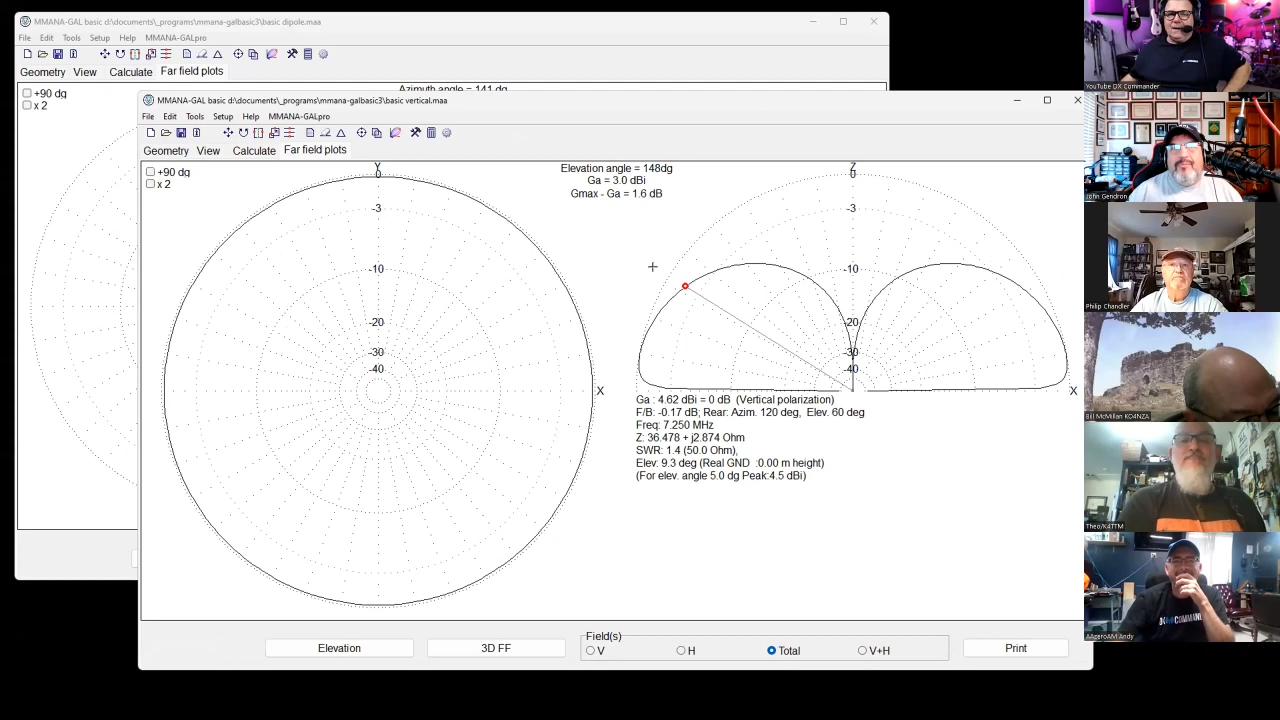 MMANA-GAL basic d:\documents\_programs\mmana-galbasic3\basic dipole.maa
File Edit Tools Setup Help MMANA-GALpro
Geometry View Calculate Far field plots
+90 dg
x 2
Azimuth angle = 141 dg
MMANA-GAL basic d:\documents\_programs\mmana-galbasic3\basic vertical.maa
File Edit Tools Setup Help MMANA-GALpro
Geometry View Calculate Far field plots
+90 dg
x 2
Y
0
-3
-10
-20
-30
-40
X
Elevation angle = 148dg
Ga = 3.0 dBi
Gmax - Ga = 1.6 dB
0
-3
-10
-20
-30
-40
X
Ga : 4.62 dBi = 0 dB (Vertical polarization)
F/B: -0.17 dB; Rear: Azim. 120 deg, Elev. 60 deg
Freq: 7.250 MHz
Z: 36.478 + j2.874 Ohm
SWR: 1.4 (50.0 Ohm),
Elev: 9.3 deg (Real GND :0.00 m height)
(For elev. angle 5.0 dg Peak:4.5 dBi)
Elevation
3D FF
Field(s)
V H Total V+H
Print
YouTube DX Commander
John Gendron
Philip Chandler
Bill McMillan KO4NZA
Theo/K4TTM